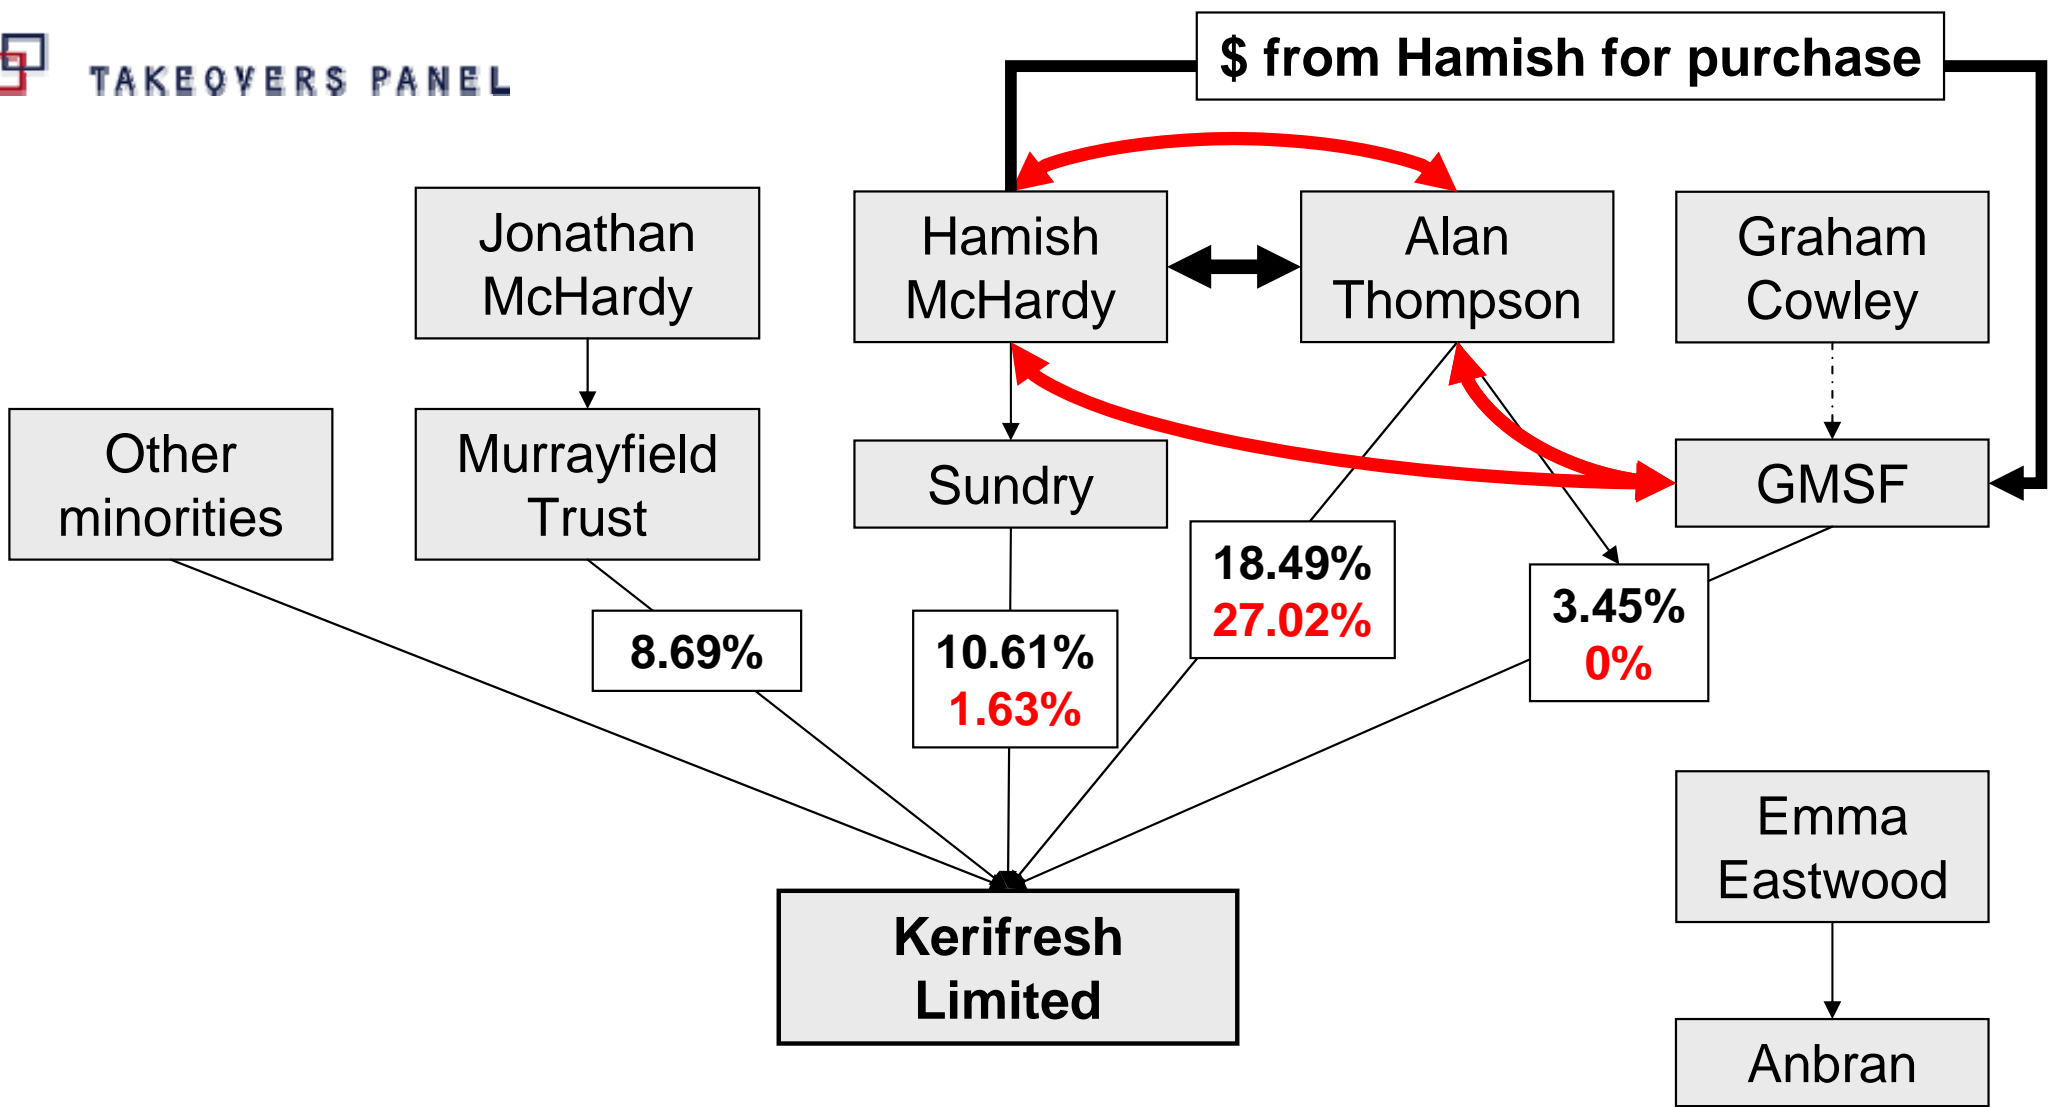 TAKEOVERS PANEL
$ from Hamish for purchase
Jonathan
McHardy
Hamish
McHardy
Alan
Thompson
Graham
Cowley
Other
minorities
Murrayfield
Trust
Sundry
GMSF
8.69%
10.61%
1.63%
18.49%
27.02%
3.45%
0%
Emma
Eastwood
Kerifresh
Limited
Anbran